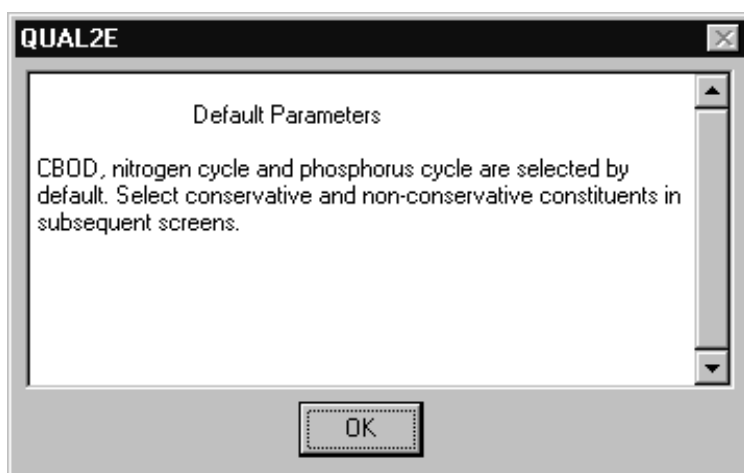 QUAL2E
Default Parameters
CBOD, nitrogen cycle and phosphorus cycle are selected by
default. Select conservative and non-conservative constituents in
subsequent screens.
OK